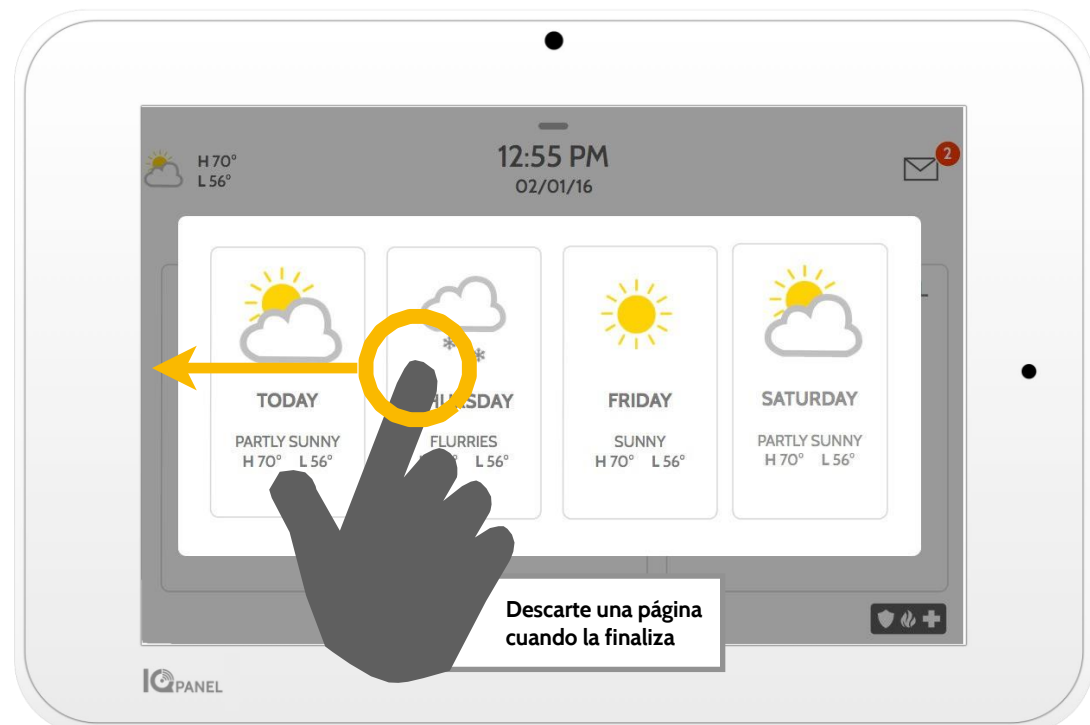 H 70°
L 56°
12:55 PM
02/01/16
2
TODAY
PARTLY SUNNY
H 70° L 56°
FLURRIES
L 56°
FRIDAY
SUNNY
H 70° L 56°
SATURDAY
PARTLY SUNNY
H 70° L 56°
Descarte una página
cuando la finaliza
IQ PANEL